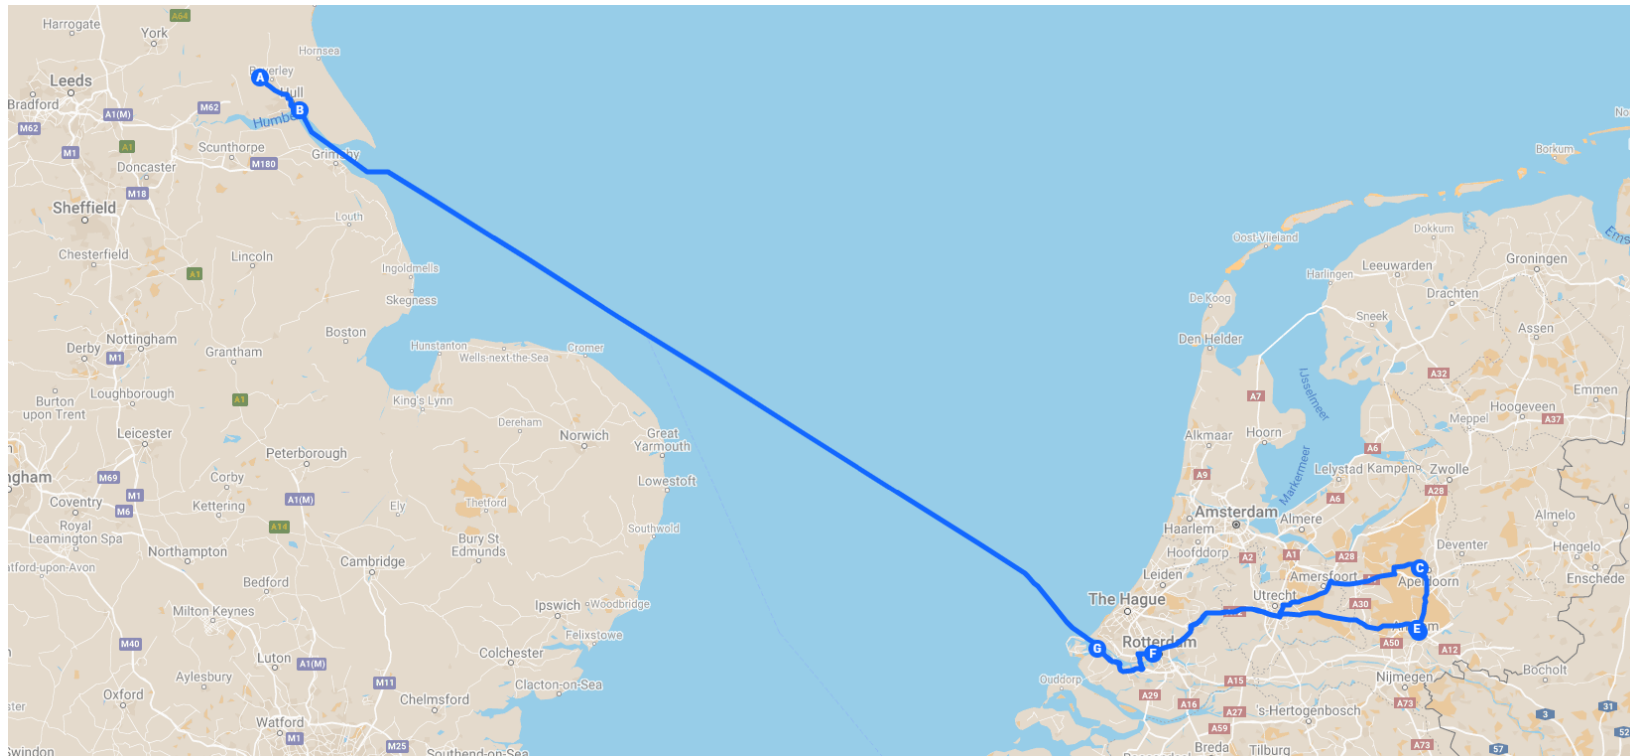 A64
Harrogate
York
Hornsea
Leeds
Bradford
A1(M)
M62
Hull
A
B
M62
M1
A1
Scunthorpe
Grimsby
M180
Doncaster
M18
Sheffield
Louth
Chesterfield
Lincoln
A1
Ingoldmells
Skegness
Boston
Nottingham
Derby
M1
Grantham
Hunstanton
Wells-next-the-Sea
Cromer
Loughborough
Burton
upon Trent
A1
King's Lynn
Dereham
Norwich
Great
Yarmouth
Leicester
Peterborough
Lowestoft
M69
M1
Corby
Coventry
M6
Kettering
A1(M)
Ely
Thetford
Southwold
Royal
Leamington Spa
A14
Bury St
Edmunds
Northampton
Cambridge
Bedford
Milton Keynes
Ipswich
Woodbridge
Felixstowe
M40
Luton
A1(M)
Colchester
Aylesbury
M11
Clacton-on-Sea
Oxford
Chelmsford
Watford
M1
M25
Southend-on-Sea
Swindon
Borkum
Oost-Vlieland
Dokkum
Groningen
Harlingen
Leeuwarden
De Koog
Drachten
Den Helder
Sneek
Assen
IJsselmeer
A32
A7
Emmen
Hoogeveen
Meppel
A37
Alkmaar
Hoorn
A6
Markermeer
Lelystad
Kampen
Zwolle
A9
A28
A6
Amsterdam
Almere
Haarlem
Almelo
Hoofddorp
A2
A1
A28
Deventer
Hengelo
Enschede
Leiden
Amersfoort
C
Apeldoorn
The Hague
Utrecht
A30
E
Rotterdam
G
F
A50
A12
Bocholt
Ouddorp
A15
Nijmegen
A29
A16
A27
's-Hertogenbosch
A73
A59
3
31
Breda
Tilburg
A73
57
52